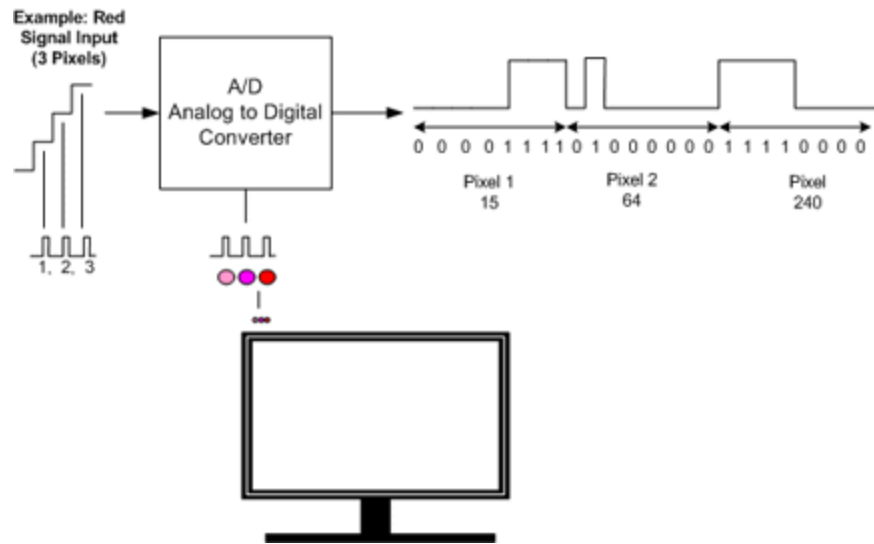 Example: Red
Signal Input
(3 Pixels)
A/D
Analog to Digital
Converter
0 0 0 0 1 1 1 1 0 1 0 0 0 0 0 0 1 1 1 1 0 0 0 0
Pixel 1
15
Pixel 2
64
Pixel
240
1, 2, 3